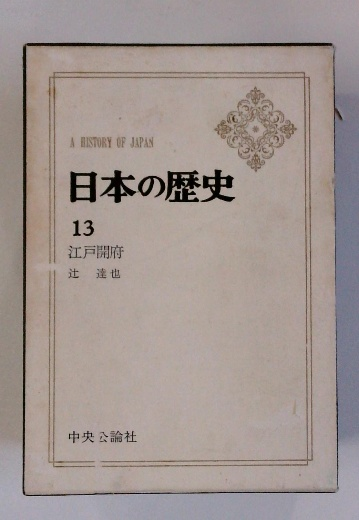 A HISTORY OF JAPAN
日本の歴史
13
江戸開府
辻 達也
中央公論社